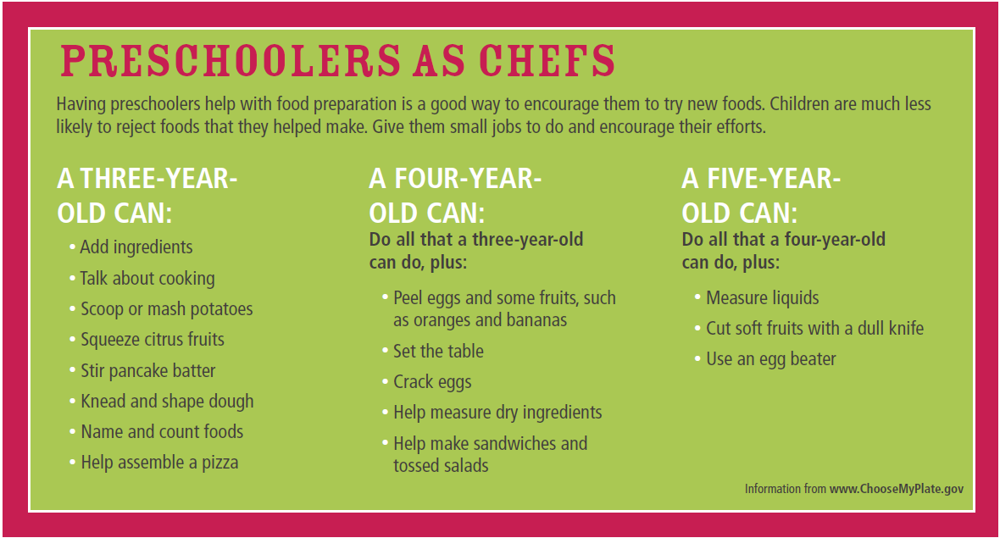 PRESCHOOLERS AS CHEFS
Having preschoolers help with food preparation is a good way to encourage them to try new foods. Children are much less
likely to reject foods that they helped make. Give them small jobs to do and encourage their efforts.
A THREE-YEAR-
OLD CAN:
• Add ingredients
• Talk about cooking
• Scoop or mash potatoes
• Squeeze citrus fruits
• Stir pancake batter
• Knead and shape dough
• Name and count foods
• Help assemble a pizza
A FOUR-YEAR-
OLD CAN:
Do all that a three-year-old
can do, plus:
• Peel eggs and some fruits, such
as oranges and bananas
• Set the table
• Crack eggs
• Help measure dry ingredients
• Help make sandwiches and
tossed salads
A FIVE-YEAR-
OLD CAN:
Do all that a four-year-old
can do, plus:
• Measure liquids
• Cut soft fruits with a dull knife
• Use an egg beater
Information from www.ChooseMyPlate.gov